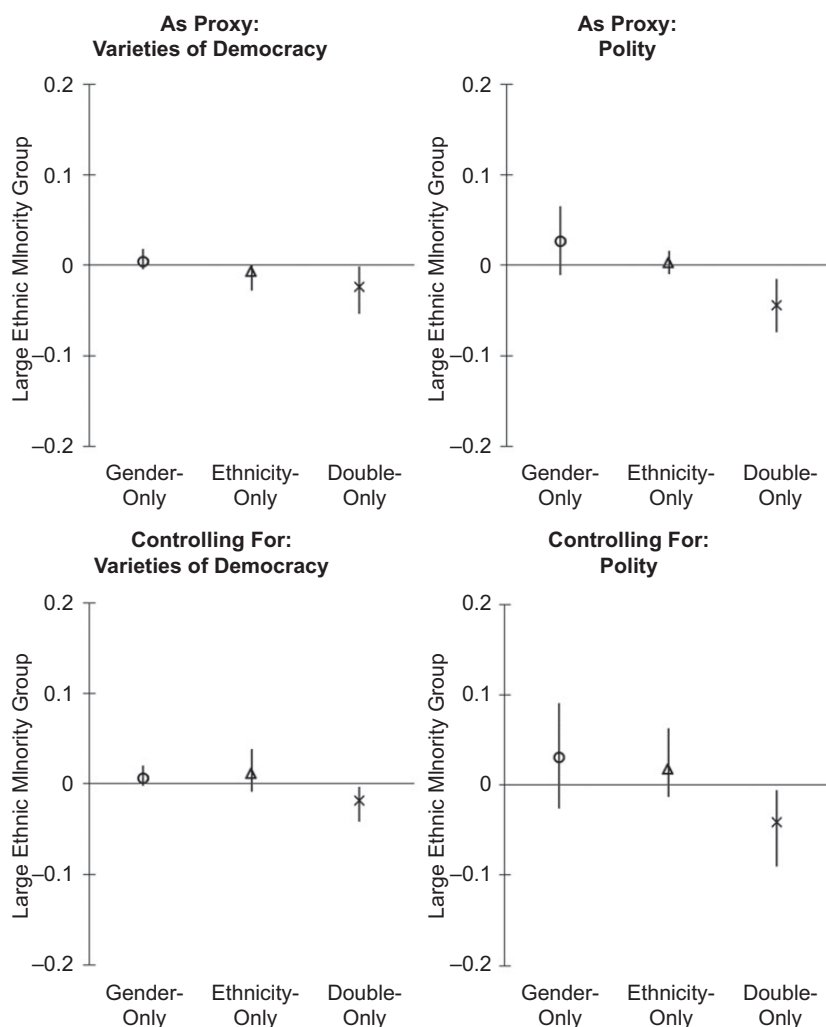 As Proxy:
Varieties of Democracy
Large Ethnic MInority Group
0.2
0.1
0
–0.1
–0.2
Gender-
Only
Ethnicity-
Only
Double-
Only
As Proxy:
Polity
Large Ethnic MInority Group
0.2
0.1
0
–0.1
–0.2
Gender-
Only
Ethnicity-
Only
Double-
Only
Controlling For:
Varieties of Democracy
Large Ethnic MInority Group
0.2
0.1
0
–0.1
–0.2
Gender-
Only
Ethnicity-
Only
Double-
Only
Controlling For:
Polity
Large Ethnic MInority Group
0.2
0.1
0
–0.1
–0.2
Gender-
Only
Ethnicity-
Only
Double-
Only